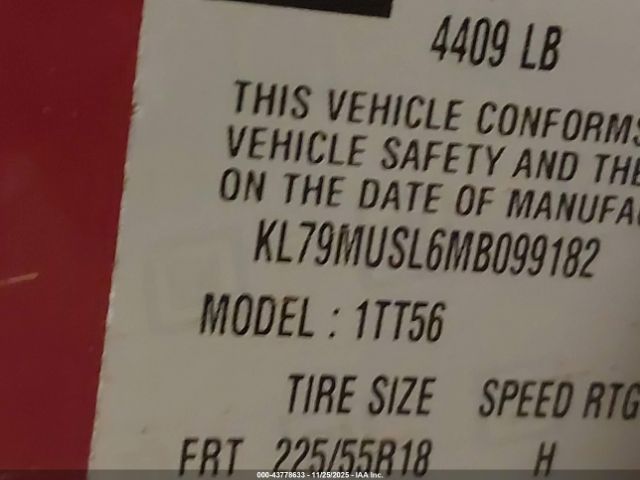 4409 LB
THIS VEHICLE CONFORMS
VEHICLE SAFETY AND THE
ON THE DATE OF MANUFA
KL79MUSL6MB099182
MODEL : 1TT56
TIRE SIZE SPEED RTG
FRT 225/55R18 H
000-43778633 - 11/25/2025 - IAA Inc.